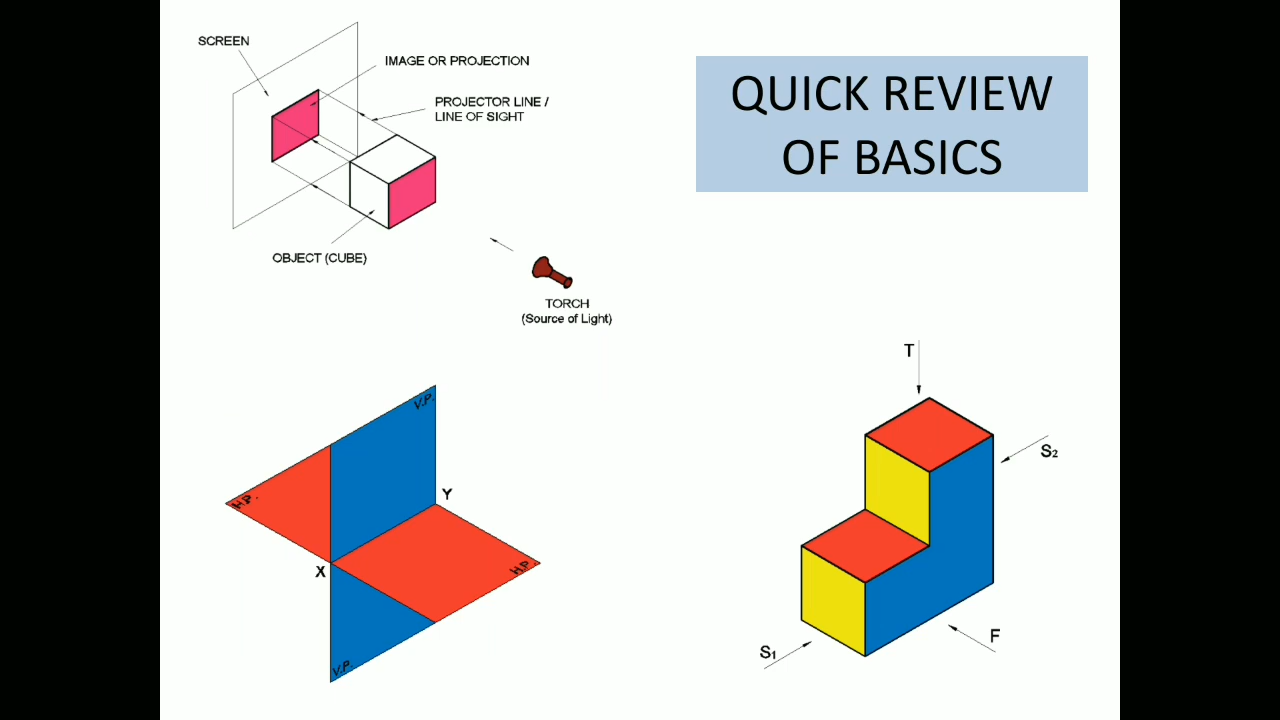 SCREEN
IMAGE OR PROJECTION
PROJECTOR LINE /
LINE OF SIGHT
OBJECT (CUBE)
TORCH
(Source of Light)
QUICK REVIEW
OF BASICS
V.P.
H.P.
Y
X
H.P.
V.P.
T
S₂
F
S₁